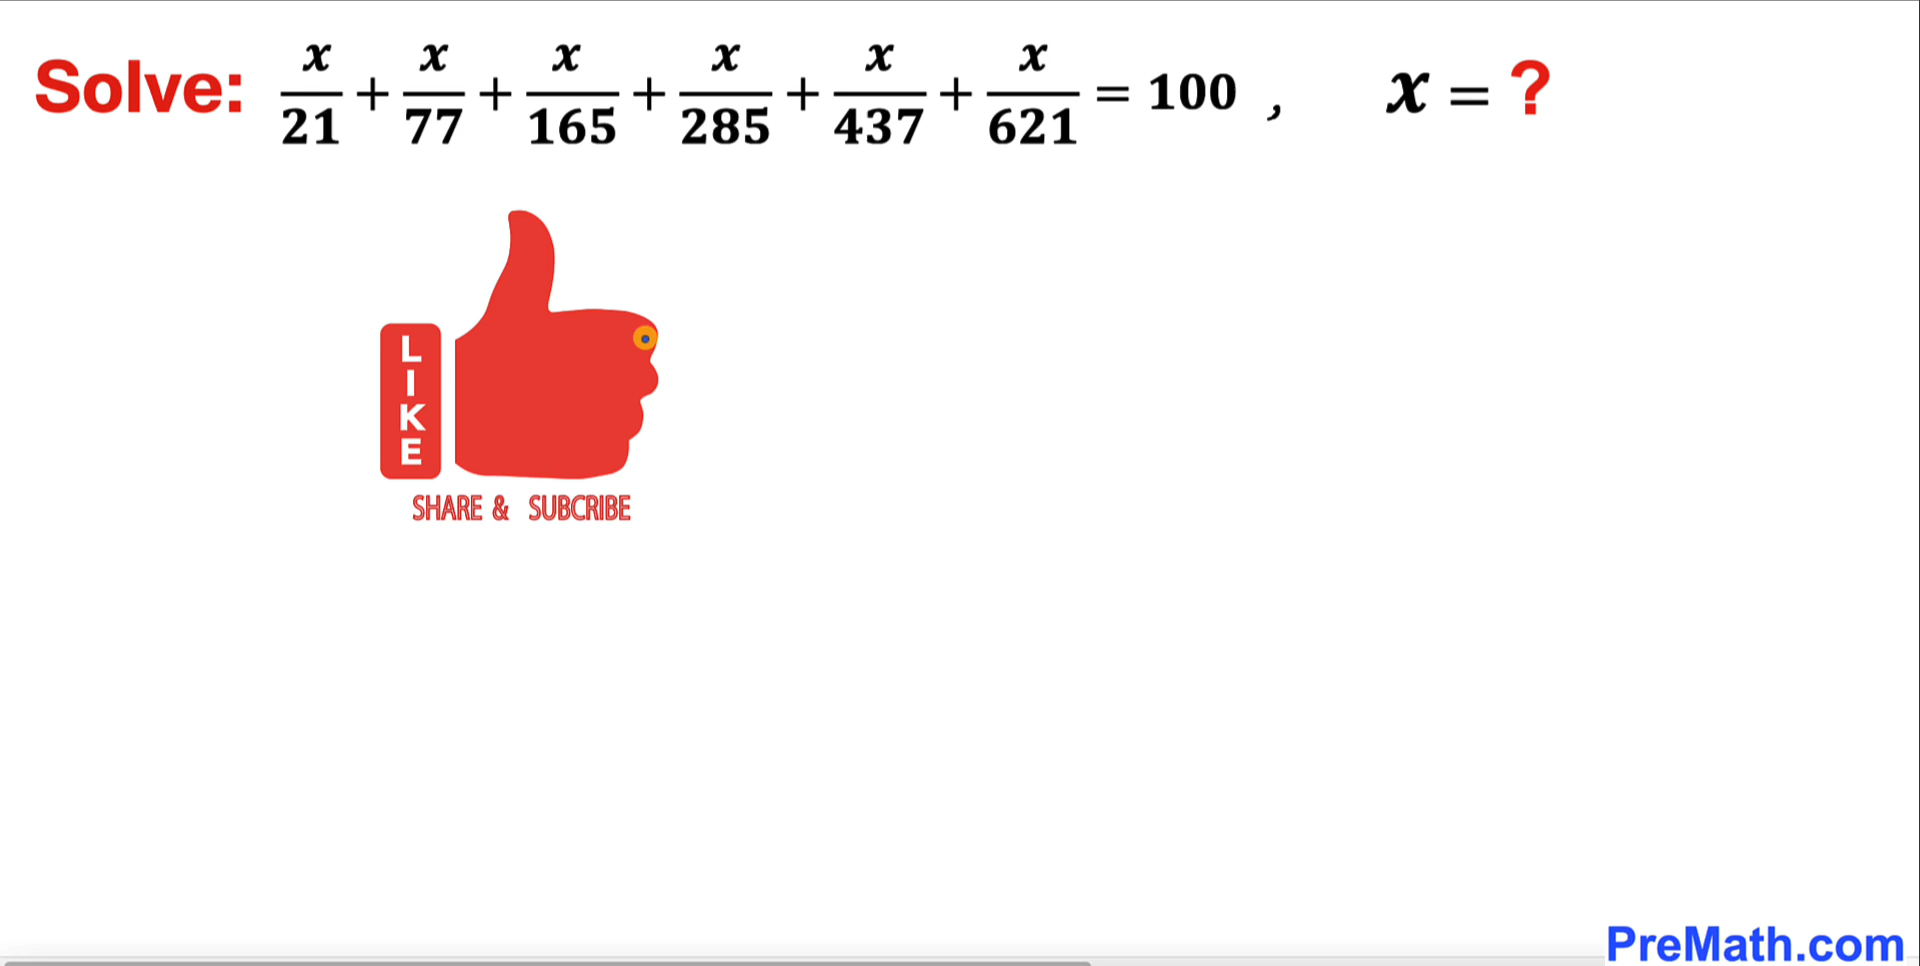 Solve: x/21 + x/77 + x/165 + x/285 + x/437 + x/621 = 100 , x = ?
L
I
K
E
SHARE & SUBCRIBE
PreMath.com